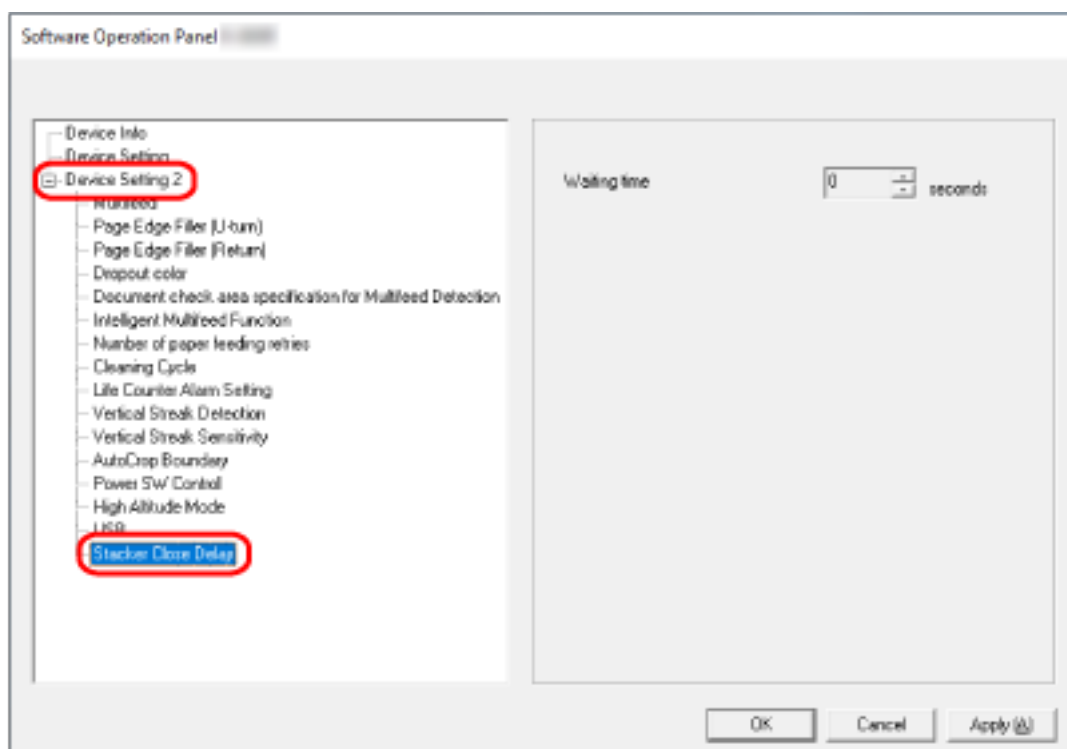 Software Operation Panel
Device Info
Device Setting
Device Setting 2
Multifeed
Page Edge Filler (U-turn)
Page Edge Filler (Return)
Dropout color
Document check area specification for Multifeed Detection
Intelligent Multifeed Function
Number of paper feeding retries
Cleaning Cycle
Life Counter Alarm Setting
Vertical Streak Detection
Vertical Streak Sensitivity
AutoCrop Boundary
Power SW Control
High Altitude Mode
USB
Stacker Close Delay
Waiting time 0 seconds
OK Cancel Apply (A)